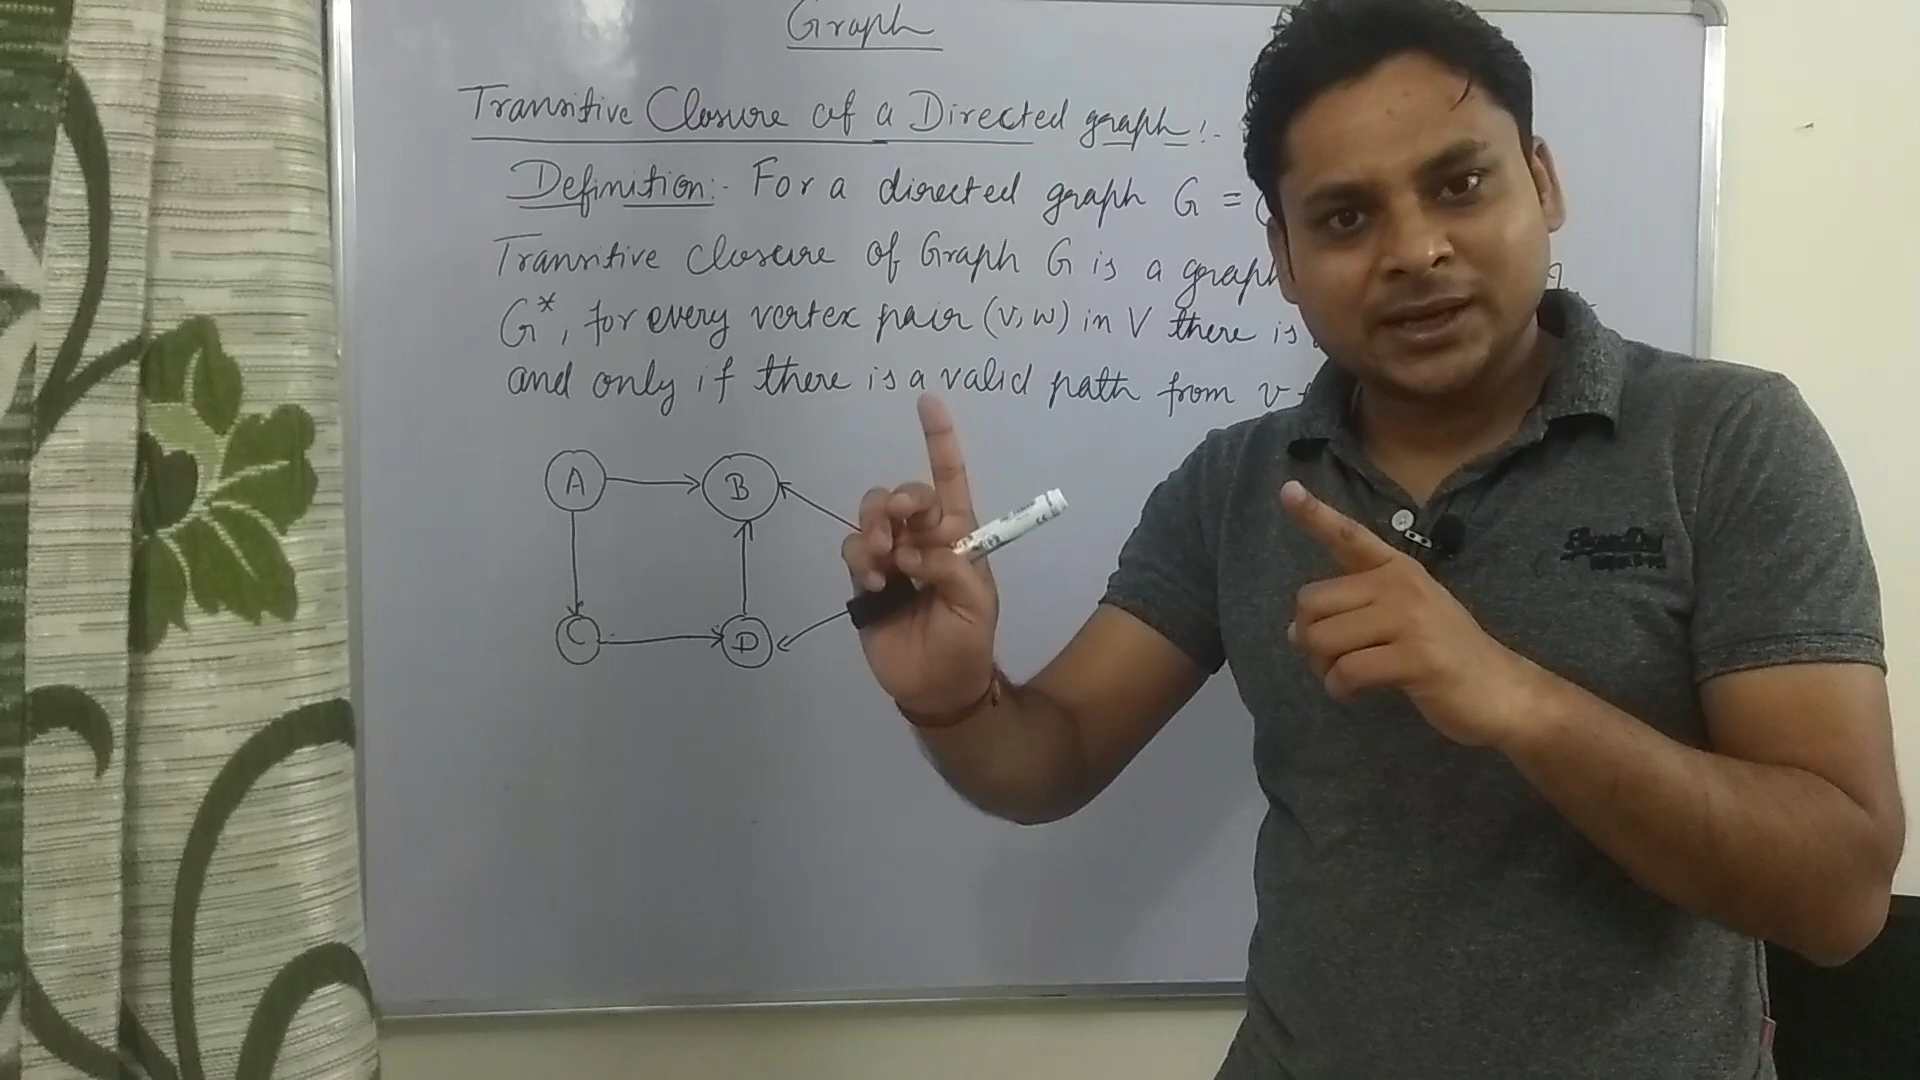 Graph
Transitive Closure of a Directed graph :-
Definition:- For a directed graph G = (
Transitive closure of Graph G is a graph
G*, for every vertex pair (v, w) in V there is
and only if there is a valid path from v
A
B
C
D